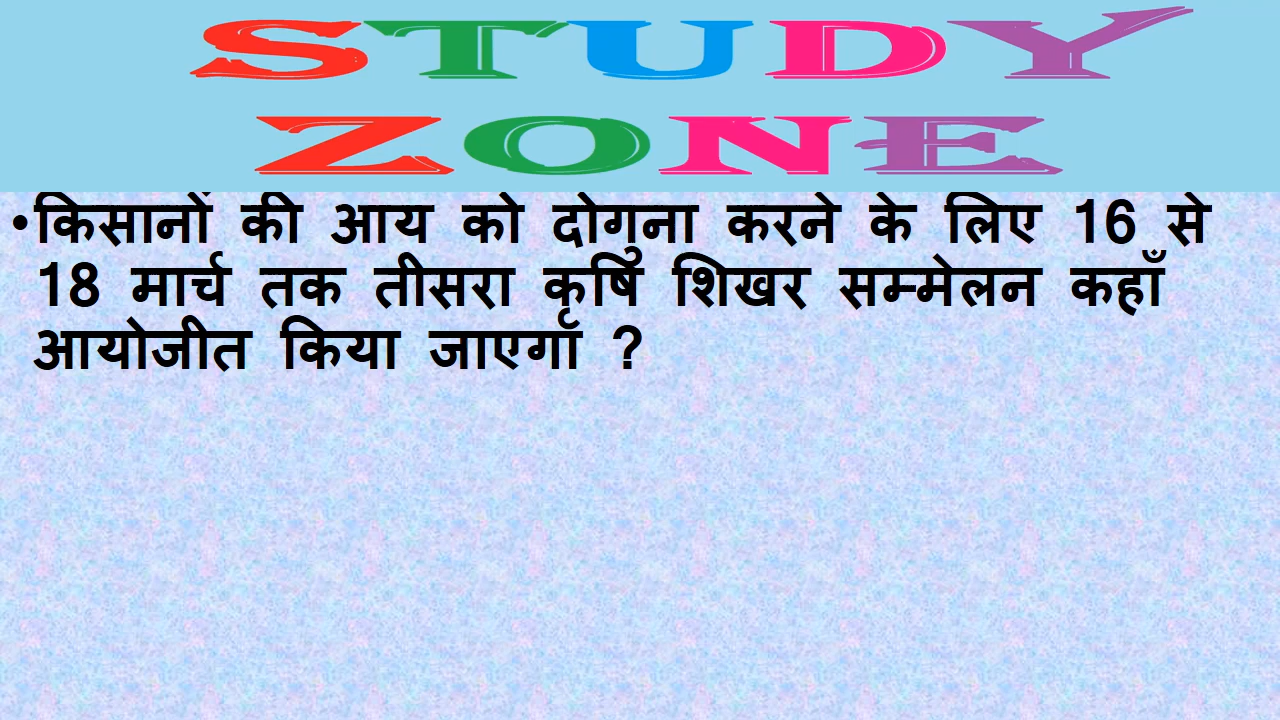 STUDY
ZONE
•किसानों की आय को दोगुना करने के लिए 16 से
18 मार्च तक तीसरा कृषि शिखर सम्मेलन कहाँ
आयोजीत किया जाएगा ?